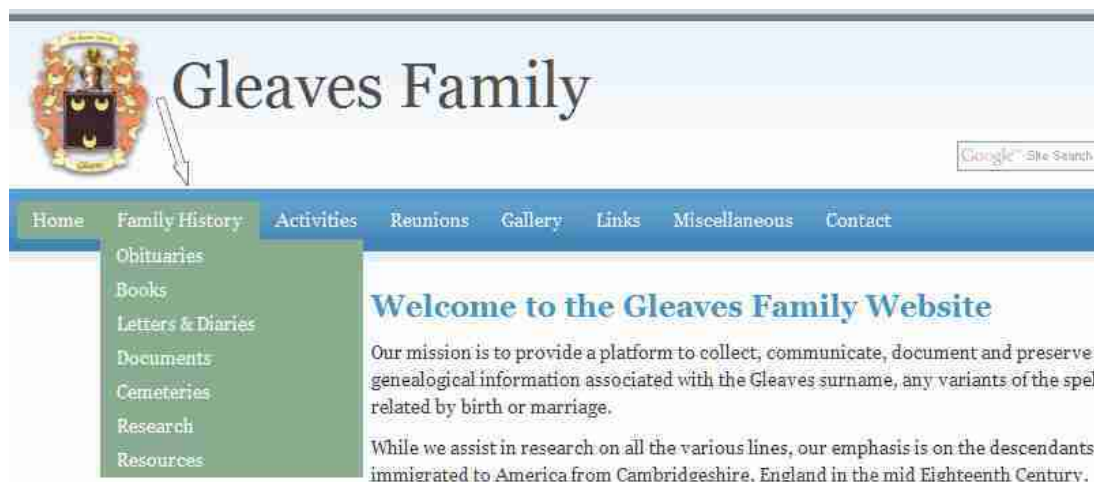 Gleaves Family
Google™ Site Search
Home Family History Activities Reunions Gallery Links Miscellaneous Contact
Obituaries
Books
Letters & Diaries
Documents
Cemeteries
Research
Resources
Welcome to the Gleaves Family Website
Our mission is to provide a platform to collect, communicate, document and preserve
genealogical information associated with the Gleaves surname, any variants of the spel
related by birth or marriage.
While we assist in research on all the various lines, our emphasis is on the descendants
immigrated to America from Cambridgeshire, England in the mid Eighteenth Century.